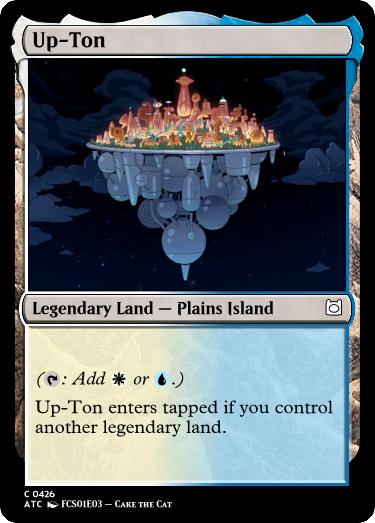 Up-Ton
Legendary Land — Plains Island
(: Add or .)
Up-Ton enters tapped if you control
another legendary land.
C 0426
ATC FCS01E03 – Cake the Cat